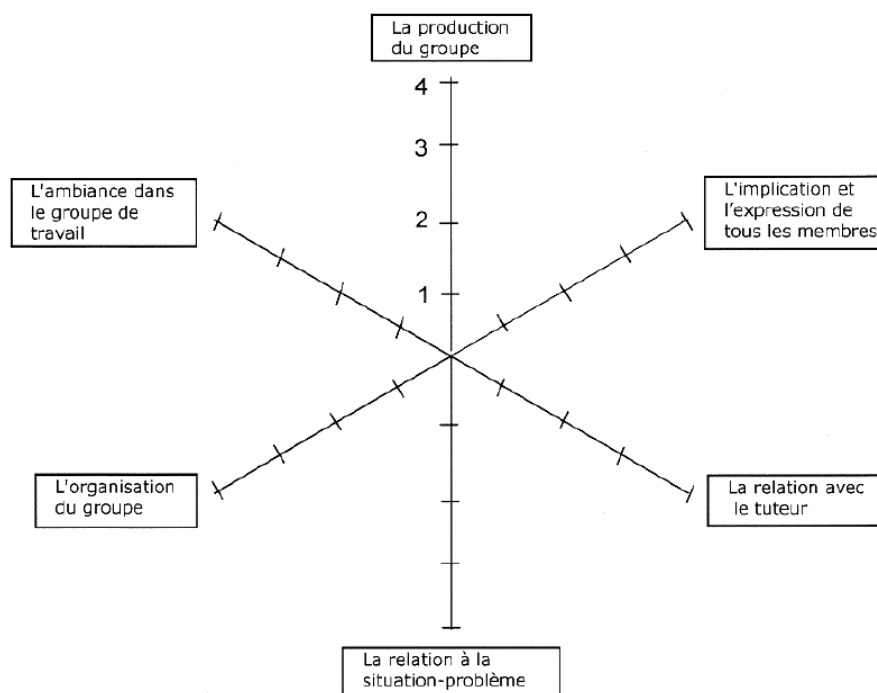 La production
du groupe
4
3
2
1
L'ambiance dans
le groupe de
travail
L'implication et
l'expression de
tous les membres
L'organisation
du groupe
La relation avec
le tuteur
La relation à la
situation-problème